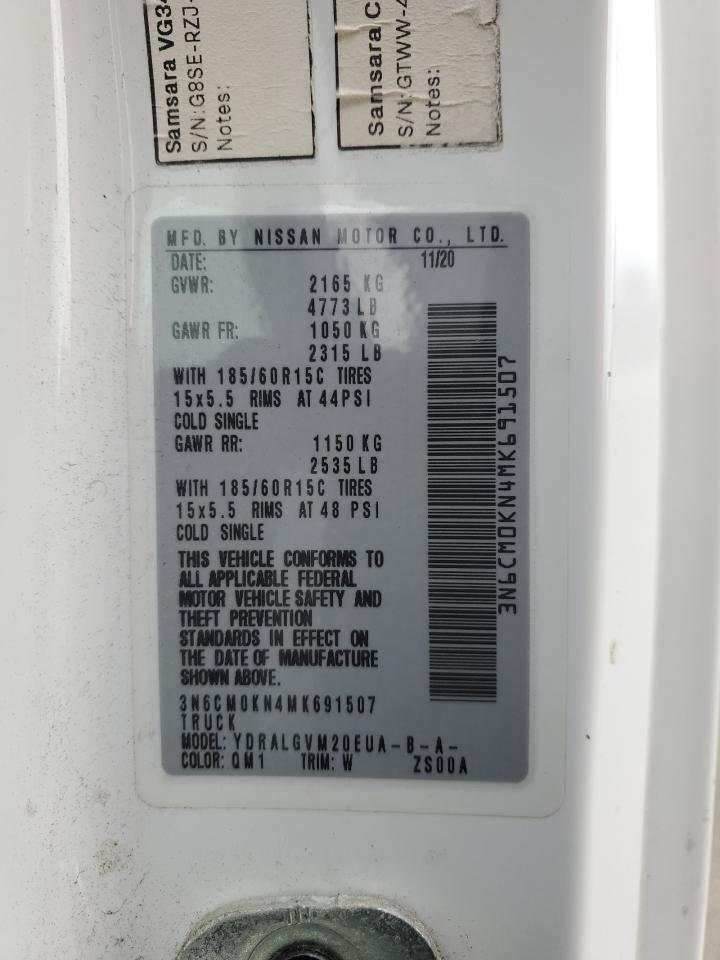 Samsara VG34
S/N:G8SE-RZJ-
Notes:
Samsara C
S/N:GTWW-4
Notes:
MFD. BY NISSAN MOTOR CO., LTD.
DATE: 11/20
GVWR: 2165 KG
4773 LB
GAWR FR: 1050 KG
2315 LB
WITH 185/60R15C TIRES
15x5.5 RIMS AT 44PSI
COLD SINGLE
GAWR RR: 1150 KG
2535 LB
WITH 185/60R15C TIRES
15x5.5 RIMS AT 48 PSI
COLD SINGLE
THIS VEHICLE CONFORMS TO
ALL APPLICABLE FEDERAL
MOTOR VEHICLE SAFETY AND
THEFT PREVENTION
STANDARDS IN EFFECT ON
THE DATE OF MANUFACTURE
SHOWN ABOVE.
3N6CM0KN4MK691507
TRUCK
MODEL: YDRALGVM20EUA-B-A-
COLOR: QM1 TRIM: W ZS00A
3N6CM0KN4MK691507